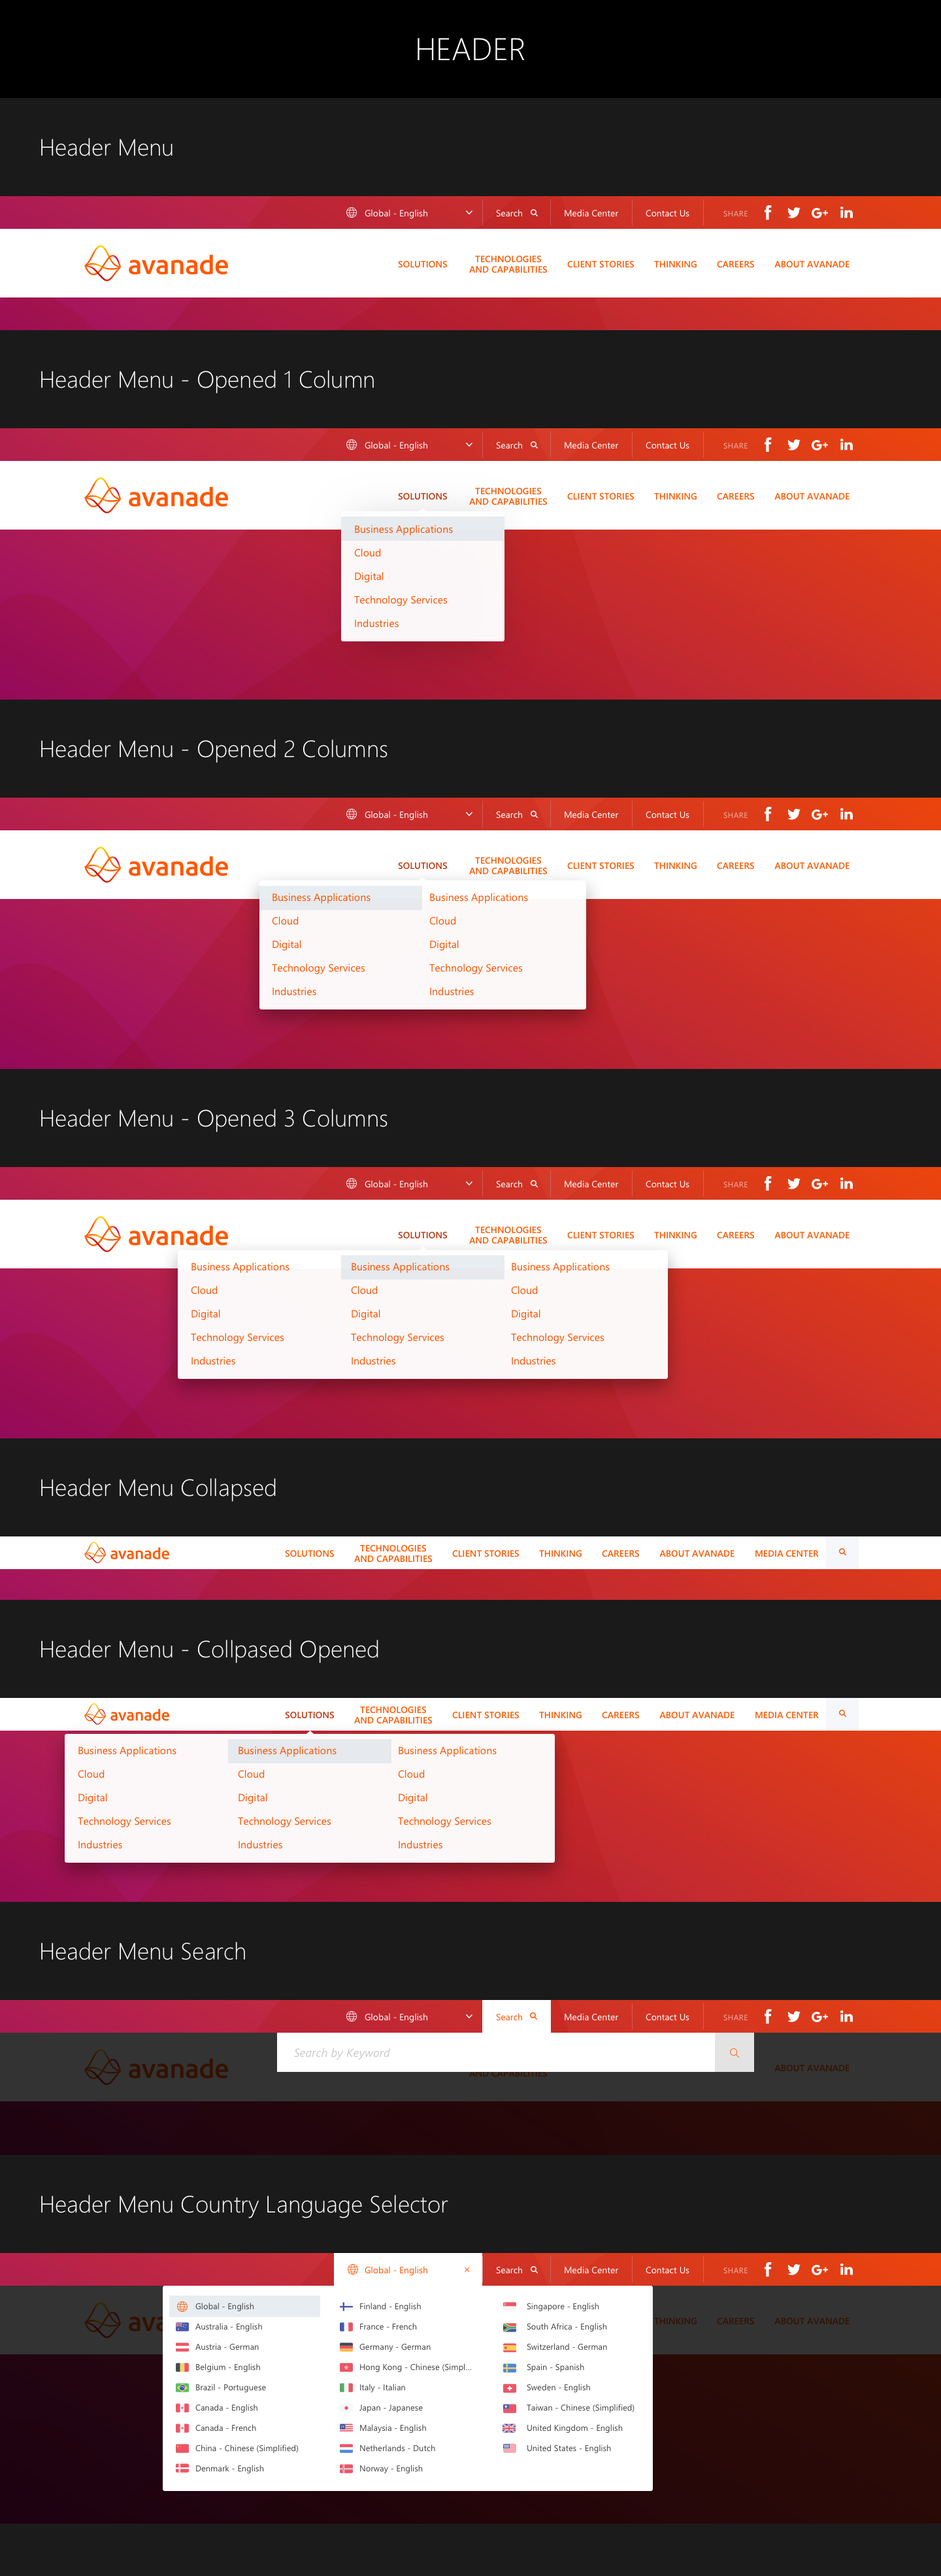 HEADER
Header Menu
Global - English Search Media Center Contact Us SHARE f G+ in
avanade SOLUTIONS TECHNOLOGIES AND CAPABILITIES CLIENT STORIES THINKING CAREERS ABOUT AVANADE
Header Menu - Opened 1 Column
Global - English Search Media Center Contact Us SHARE f G+ in
avanade SOLUTIONS TECHNOLOGIES AND CAPABILITIES CLIENT STORIES THINKING CAREERS ABOUT AVANADE
Business Applications
Cloud
Digital
Technology Services
Industries
Header Menu - Opened 2 Columns
Global - English Search Media Center Contact Us SHARE f G+ in
avanade SOLUTIONS TECHNOLOGIES AND CAPABILITIES CLIENT STORIES THINKING CAREERS ABOUT AVANADE
Business Applications Business Applications
Cloud Cloud
Digital Digital
Technology Services Technology Services
Industries Industries
Header Menu - Opened 3 Columns
Global - English Search Media Center Contact Us SHARE f G+ in
avanade SOLUTIONS TECHNOLOGIES AND CAPABILITIES CLIENT STORIES THINKING CAREERS ABOUT AVANADE
Business Applications Business Applications Business Applications
Cloud Cloud Cloud
Digital Digital Digital
Technology Services Technology Services Technology Services
Industries Industries Industries
Header Menu Collapsed
avanade SOLUTIONS TECHNOLOGIES AND CAPABILITIES CLIENT STORIES THINKING CAREERS ABOUT AVANADE MEDIA CENTER
Header Menu - Collpased Opened
avanade SOLUTIONS TECHNOLOGIES AND CAPABILITIES CLIENT STORIES THINKING CAREERS ABOUT AVANADE MEDIA CENTER
Business Applications Business Applications Business Applications
Cloud Cloud Cloud
Digital Digital Digital
Technology Services Technology Services Technology Services
Industries Industries Industries
Header Menu Search
Global - English Search Media Center Contact Us SHARE f G+ in
Search by Keyword
avanade AND CAPABILITIES ABOUT AVANADE
Header Menu Country Language Selector
Global - English × Search Media Center Contact Us SHARE f G+ in
avanade THINKING CAREERS ABOUT AVANADE
Global - English Finland - English Singapore - English
Australia - English France - French South Africa - English
Austria - German Germany - German Switzerland - German
Belgium - English Hong Kong - Chinese (Simpl... Spain - Spanish
Brazil - Portuguese Italy - Italian Sweden - English
Canada - English Japan - Japanese Taiwan - Chinese (Simplified)
Canada - French Malaysia - English United Kingdom - English
China - Chinese (Simplified) Netherlands - Dutch United States - English
Denmark - English Norway - English